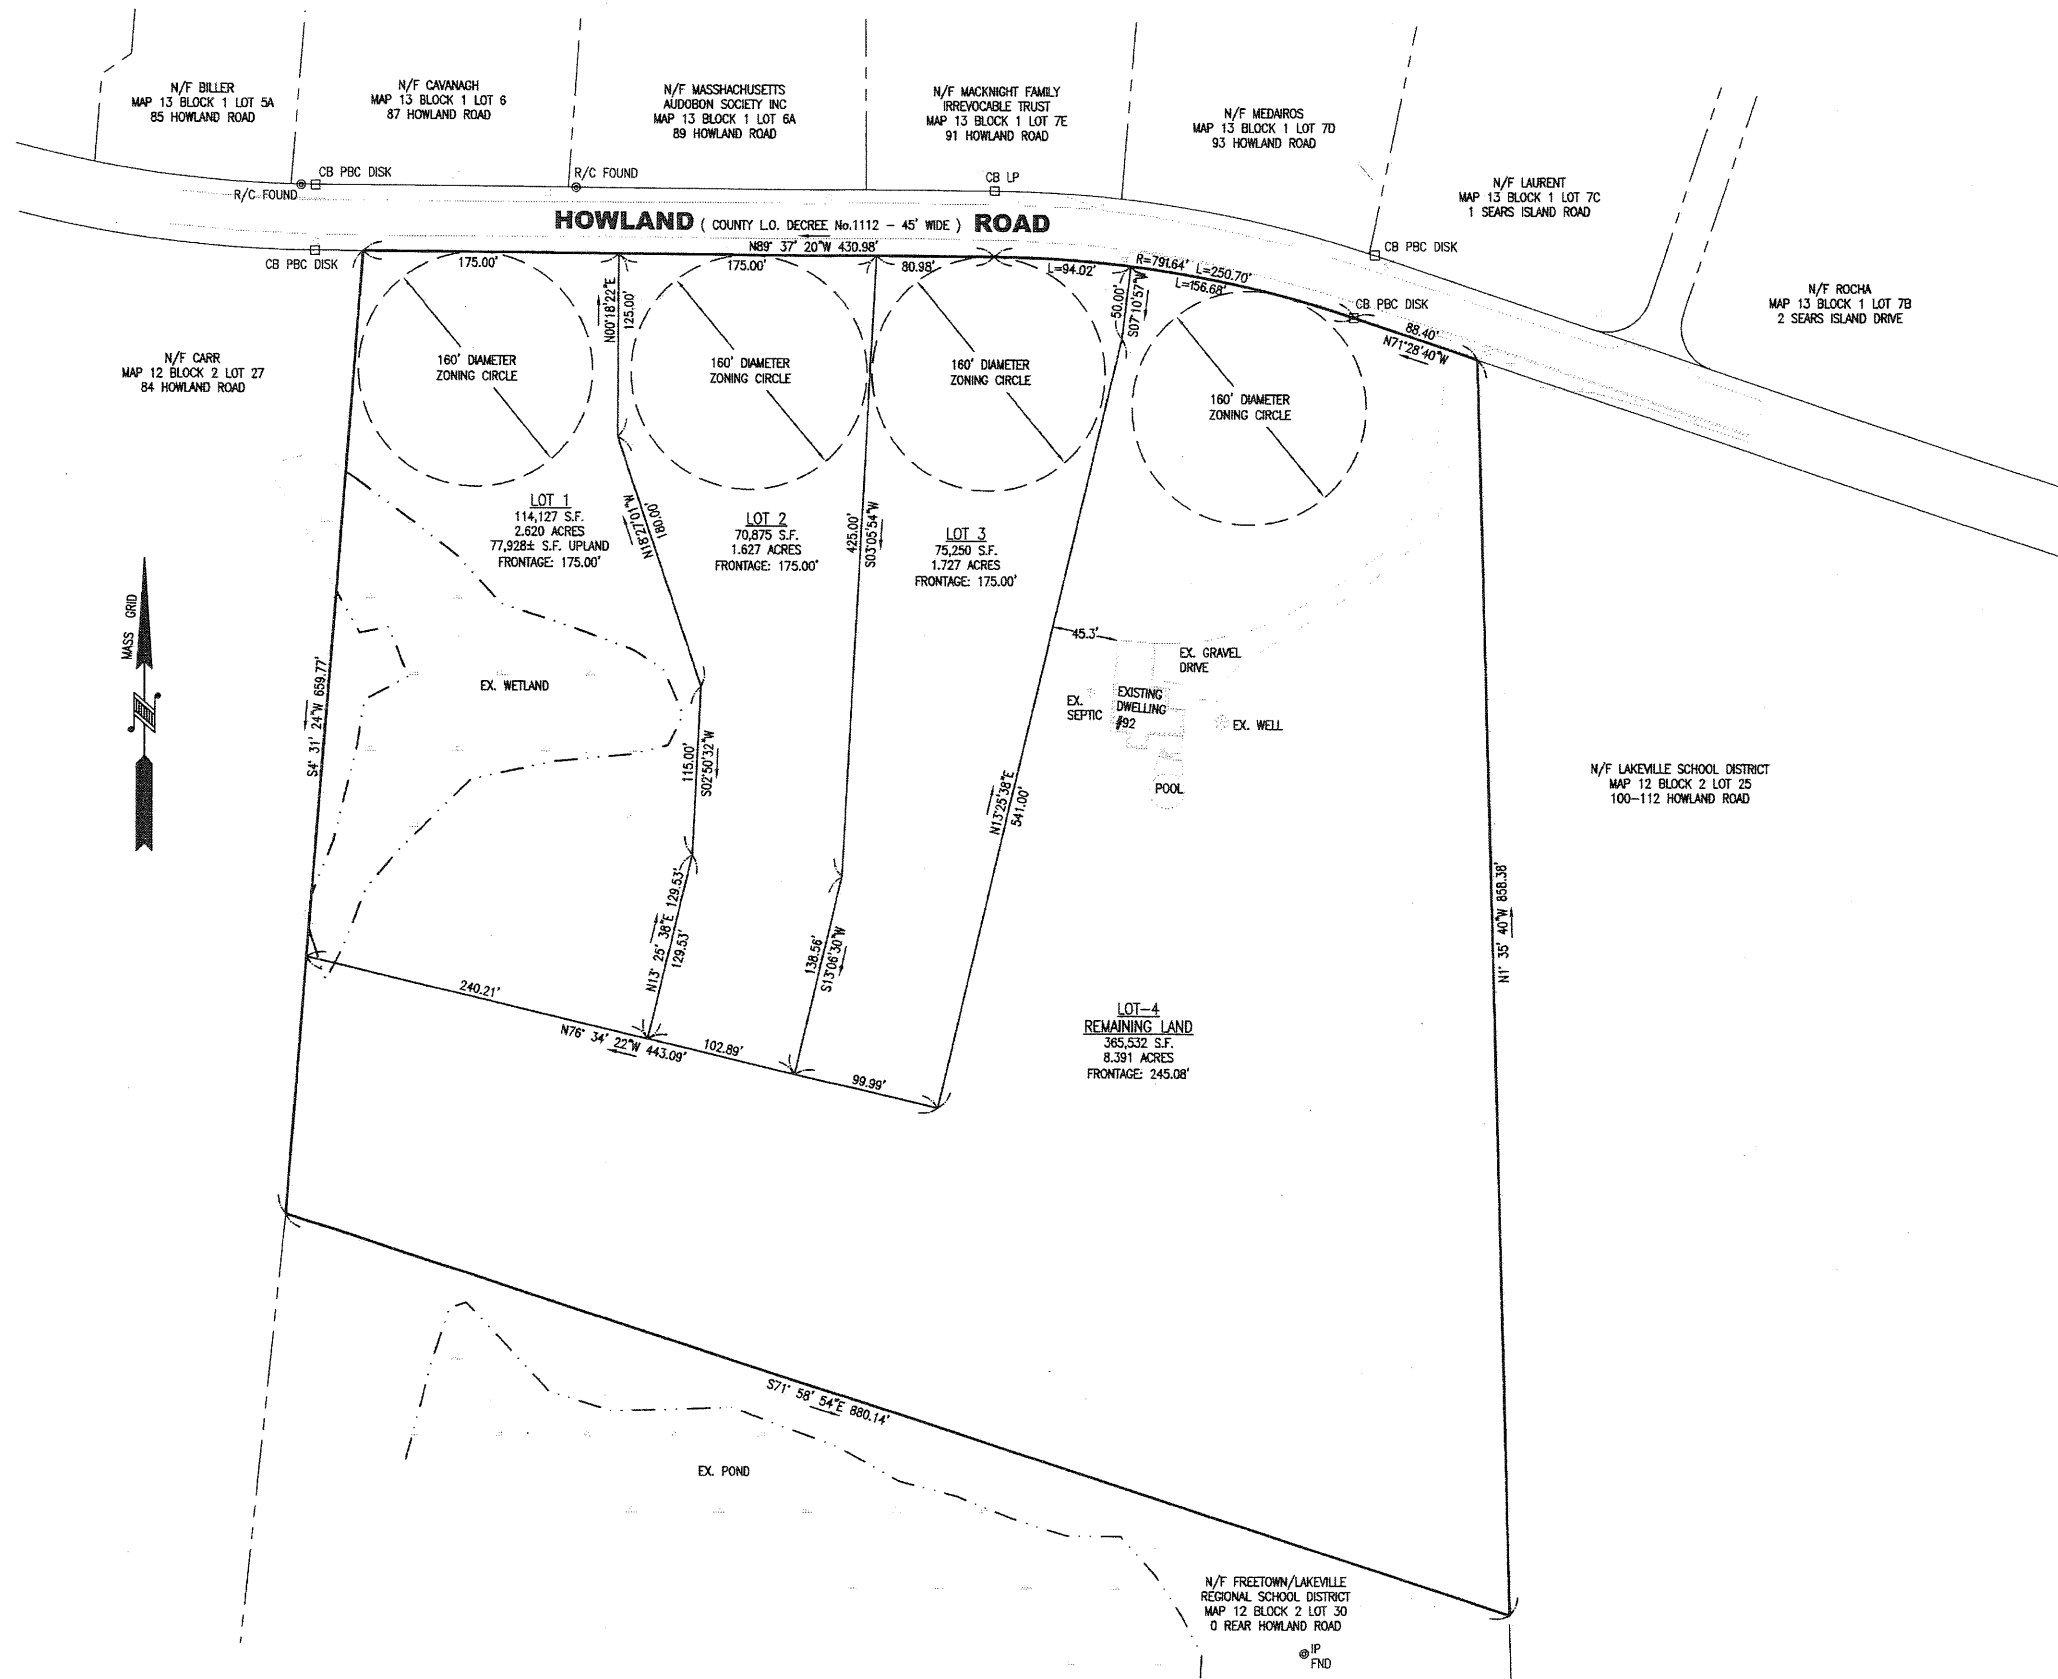 N/F BILLER
MAP 13 BLOCK 1 LOT 5A
85 HOWLAND ROAD
N/F CAVANAGH
MAP 13 BLOCK 1 LOT 6
87 HOWLAND ROAD
N/F MASSHACHUSETTS
AUDOBON SOCIETY INC
MAP 13 BLOCK 1 LOT 6A
89 HOWLAND ROAD
N/F MACKNIGHT FAMILY
IRREVOCABLE TRUST
MAP 13 BLOCK 1 LOT 7E
91 HOWLAND ROAD
N/F MEDAIROS
MAP 13 BLOCK 1 LOT 7D
93 HOWLAND ROAD
N/F LAURENT
MAP 13 BLOCK 1 LOT 7C
1 SEARS ISLAND ROAD
N/F ROCHA
MAP 13 BLOCK 1 LOT 7B
2 SEARS ISLAND DRIVE
R/C FOUND
CB PBC DISK
R/C FOUND
CB LP
CB PBC DISK
HOWLAND ( COUNTY L.O. DECREE No.1112 - 45' WIDE ) ROAD
N89° 37' 20"W 430.98'
CB PBC DISK
175.00'
175.00'
80.98'
L=94.02'
R=791.64' L=250.70'
L=156.68'
CB PBC DISK
88.40'
N71°28'40"W
N00°18'22"E
125.00'
50.00'
S07°10'57"W
N/F CARR
MAP 12 BLOCK 2 LOT 27
84 HOWLAND ROAD
160' DIAMETER
ZONING CIRCLE
160' DIAMETER
ZONING CIRCLE
160' DIAMETER
ZONING CIRCLE
160' DIAMETER
ZONING CIRCLE
LOT 1
114,127 S.F.
2.620 ACRES
77,928± S.F. UPLAND
FRONTAGE: 175.00'
180.00'
N18°27'01"W
LOT 2
70,875 S.F.
1.627 ACRES
FRONTAGE: 175.00'
425.00'
S03°05'54"W
LOT 3
75,250 S.F.
1.727 ACRES
FRONTAGE: 175.00'
MASS GRID
S4° 31' 24"W 659.77'
EX. WETLAND
115.00'
S02°50'32"W
45.3'
EX. GRAVEL
DRIVE
EX.
SEPTIC
EXISTING
DWELLING
#92
EX. WELL
POOL
N13°25'38"E
541.00'
N/F LAKEVILLE SCHOOL DISTRICT
MAP 12 BLOCK 2 LOT 25
100-112 HOWLAND ROAD
N1° 35' 40"W 858.38'
N13° 25' 38"E 129.53'
129.53'
138.56'
S13°06'30"W
240.21'
N76° 34' 22"W 443.09'
102.89'
99.99'
LOT-4
REMAINING LAND
365,532 S.F.
8.391 ACRES
FRONTAGE: 245.08'
S71° 58' 54"E 880.14'
EX. POND
N/F FREETOWN/LAKEVILLE
REGIONAL SCHOOL DISTRICT
MAP 12 BLOCK 2 LOT 30
0 REAR HOWLAND ROAD
IP
FND